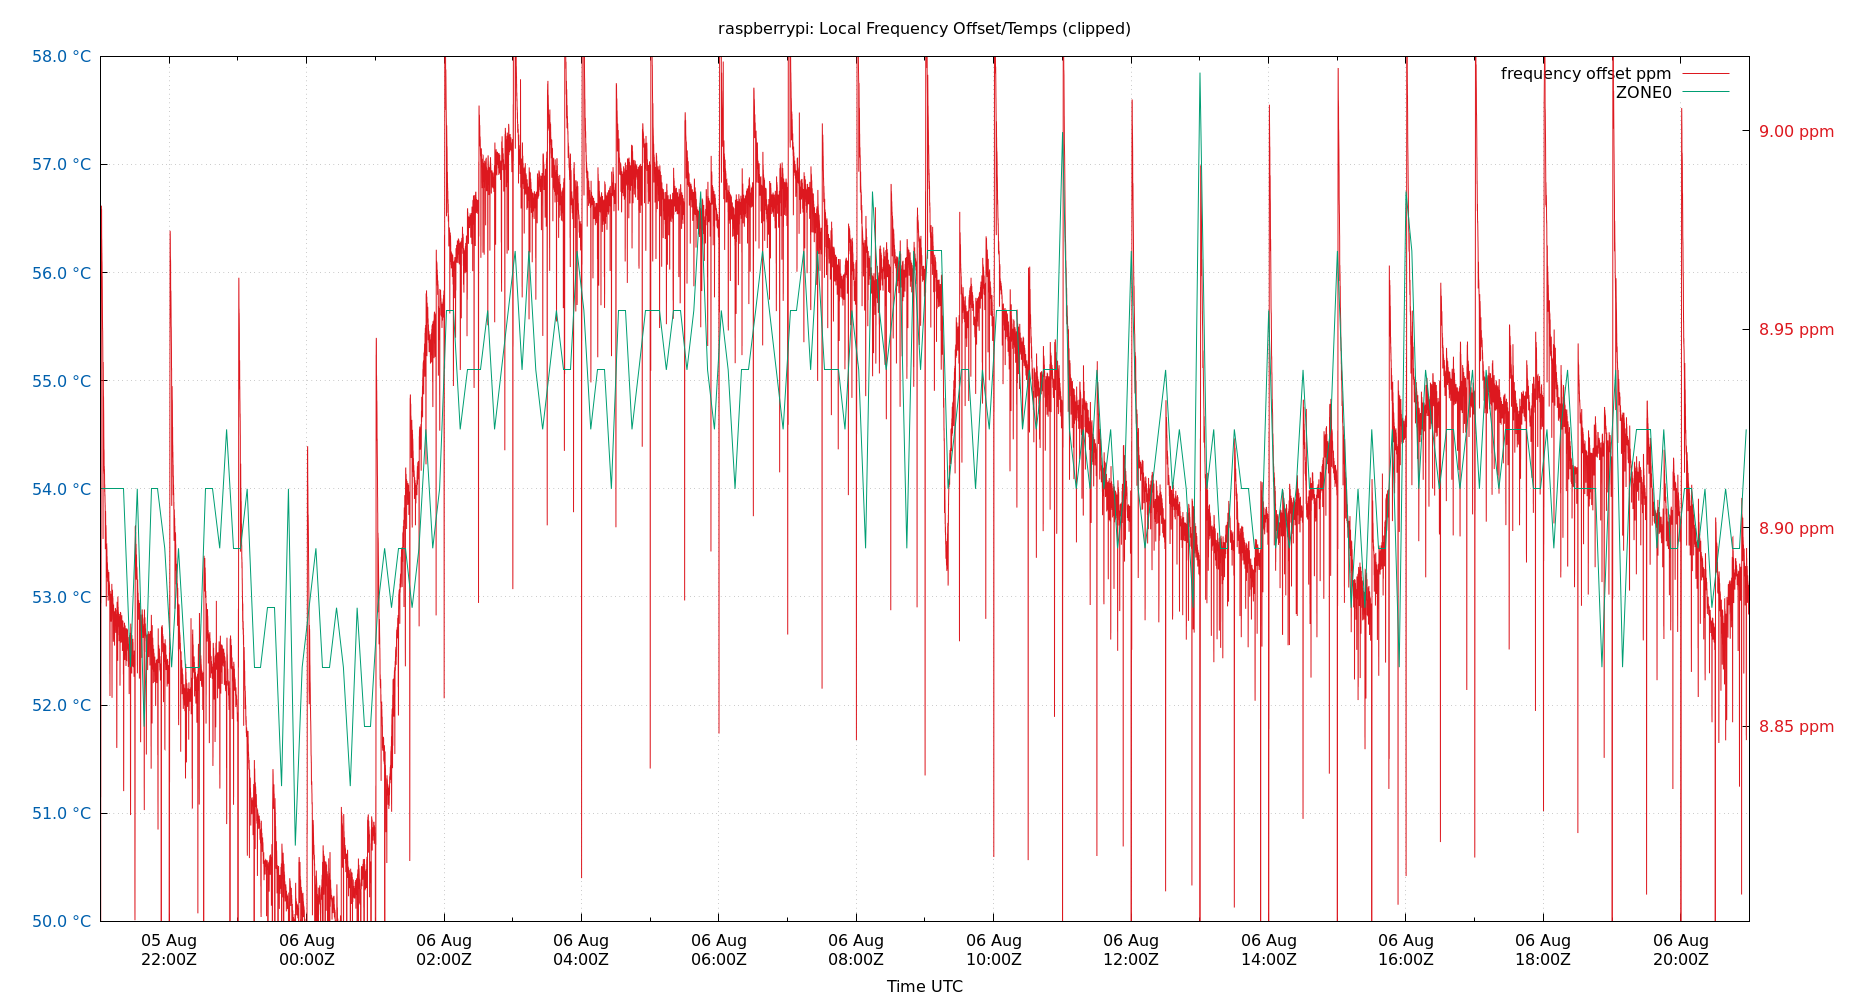 raspberrypi: Local Frequency Offset/Temps (clipped)
58.0 °C
57.0 °C
56.0 °C
55.0 °C
54.0 °C
53.0 °C
52.0 °C
51.0 °C
50.0 °C
frequency offset ppm
ZONE0
9.00 ppm
8.95 ppm
8.90 ppm
8.85 ppm
05 Aug
22:00Z
06 Aug
00:00Z
06 Aug
02:00Z
06 Aug
04:00Z
06 Aug
06:00Z
06 Aug
08:00Z
06 Aug
10:00Z
06 Aug
12:00Z
06 Aug
14:00Z
06 Aug
16:00Z
06 Aug
18:00Z
06 Aug
20:00Z
Time UTC